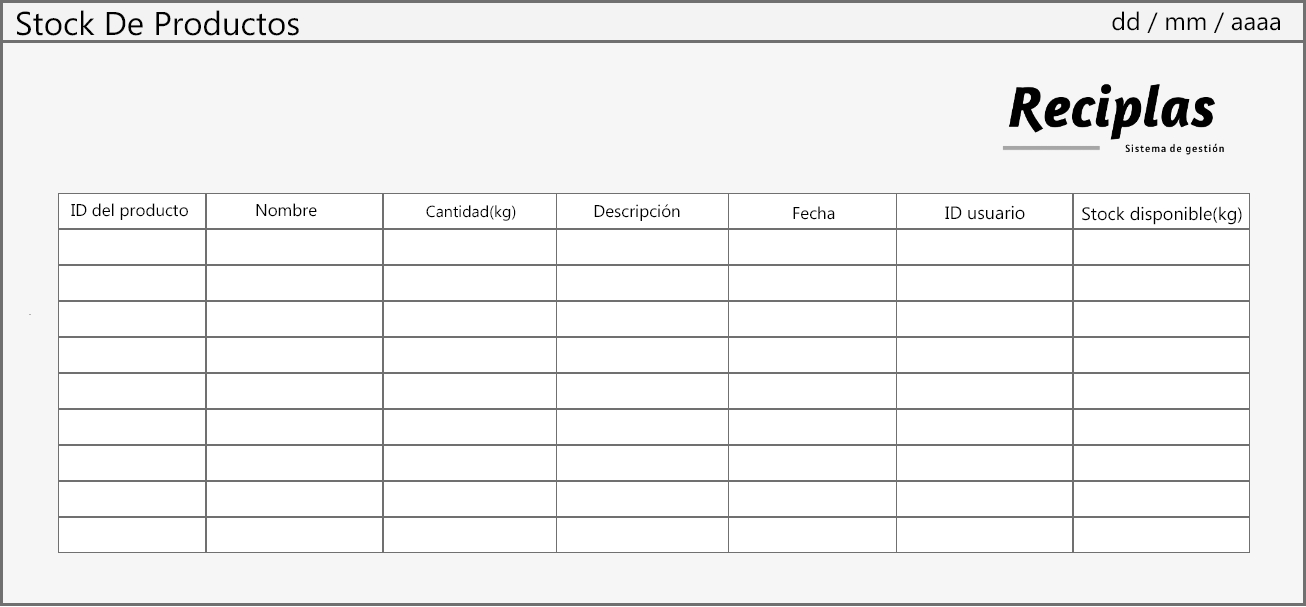 Stock De Productos
dd / mm / aaaa
Reciplas
Sistema de gestión
ID del producto
Nombre
Cantidad(kg)
Descripción
Fecha
ID usuario
Stock disponible(kg)